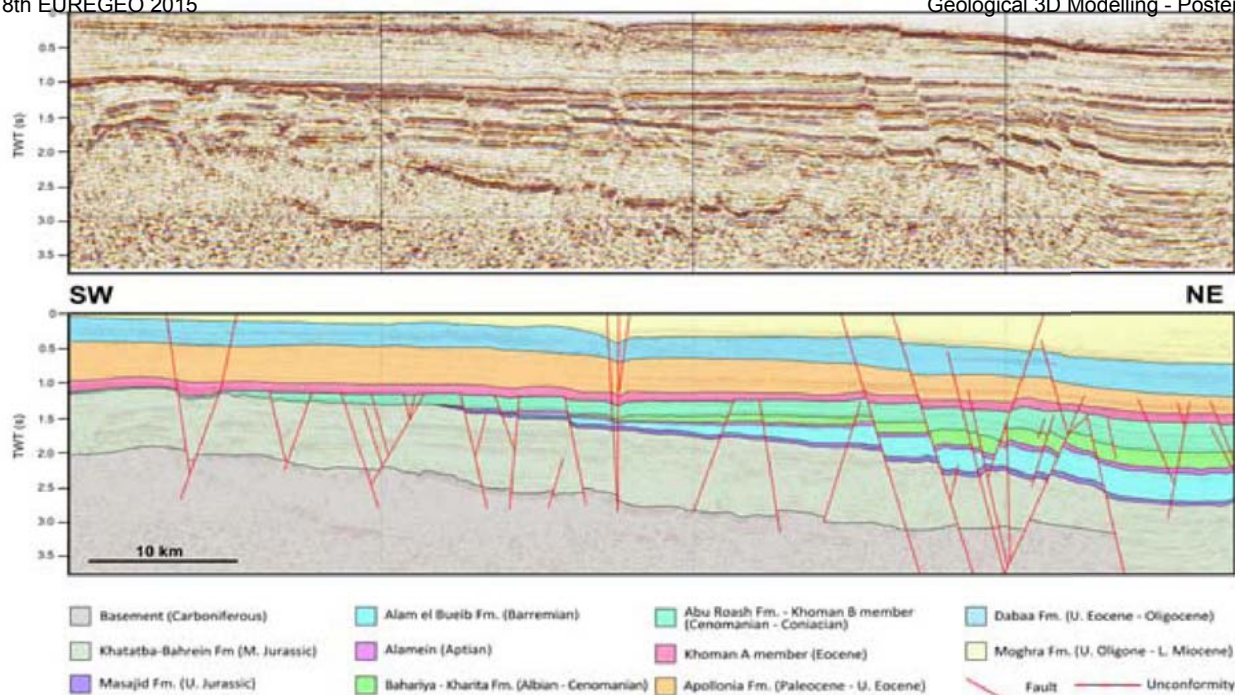 8th EUREGEO 2015
Geological 3D Modelling - Poster
0
0.5
1.0
1.5
2.0
2.5
3.0
3.5
TWT (s)
SW NE
0
0.5
1.0
1.5
2.0
2.5
3.0
3.5
TWT (s)
10 km
Basement (Carboniferous)
Khatatba-Bahrein Fm (M. Jurassic)
Masajid Fm. (U. Jurassic)
Alam el Bueib Fm. (Barremian)
Alamein (Aptian)
Bahariya - Kharita Fm. (Albian - Cenomanian)
Abu Roash Fm. - Khoman B member
(Cenomanian - Coniacian)
Khoman A member (Eocene)
Apollonia Fm. (Paleocene - U. Eocene)
Dabaa Fm. (U. Eocene - Oligocene)
Moghra Fm. (U. Oligone - L. Miocene)
Fault
Unconformity